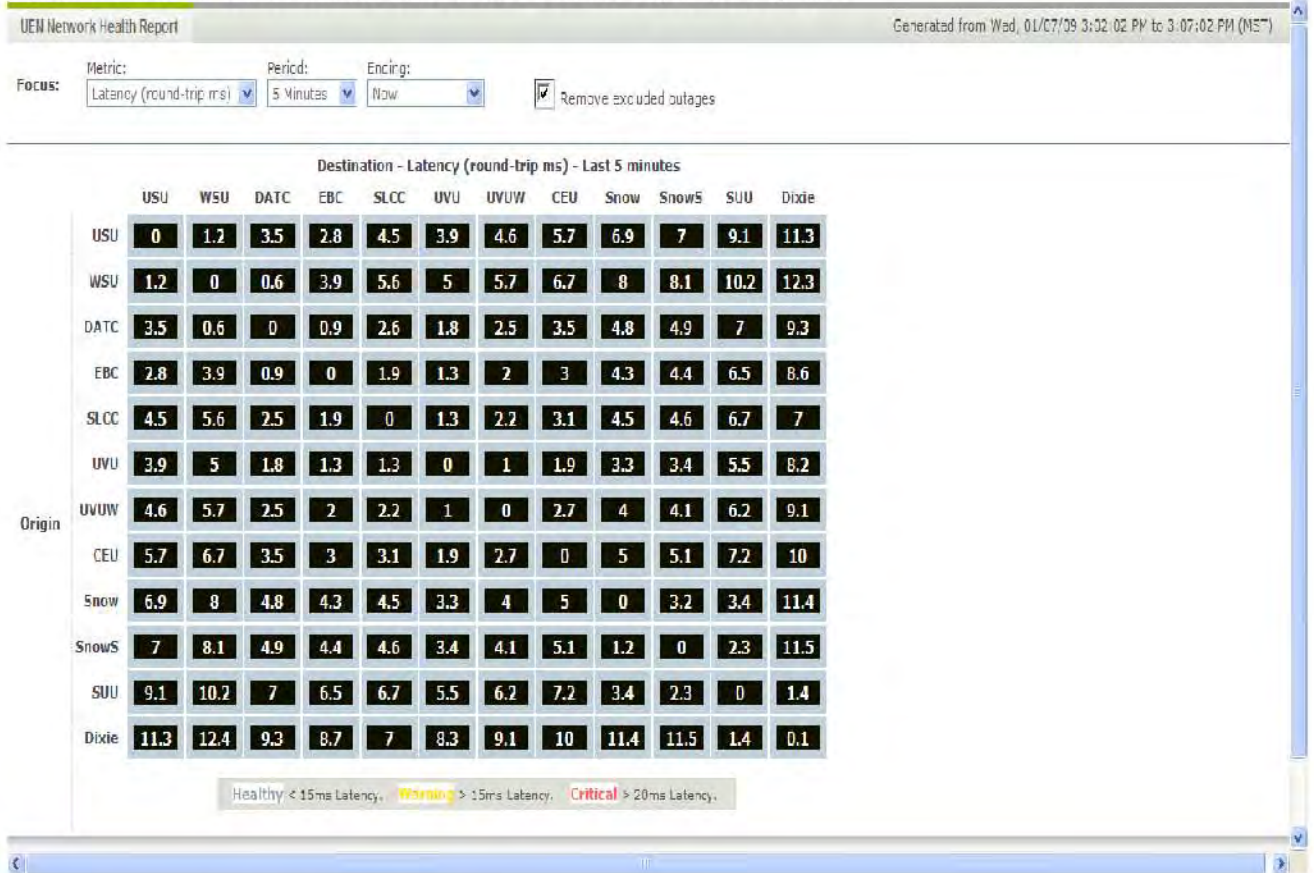 UEN Network Health Report
Generated from Wed, 01/07/09 3:02:02 PM to 3:07:02 PM (MST)
Focus:
Metric: Period: Ending:
Latency (round-trip ms) 5 Minutes Now Remove excluded outages
Destination - Latency (round-trip ms) - Last 5 minutes
USU WSU DATC EBC SLCC UVU UVUW CEU Snow SnowS SUU Dixie
USU 0 1.2 3.5 2.8 4.5 3.9 4.6 5.7 6.9 7 9.1 11.3
WSU 1.2 0 0.6 3.9 5.6 5 5.7 6.7 8 8.1 10.2 12.3
DATC 3.5 0.6 0 0.9 2.6 1.8 2.5 3.5 4.8 4.9 7 9.3
EBC 2.8 3.9 0.9 0 1.9 1.3 2 3 4.3 4.4 6.5 8.6
SLCC 4.5 5.6 2.5 1.9 0 1.3 2.2 3.1 4.5 4.6 6.7 7
UVU 3.9 5 1.8 1.3 1.3 0 1 1.9 3.3 3.4 5.5 8.2
Origin
UVUW 4.6 5.7 2.5 2 2.2 1 0 2.7 4 4.1 6.2 9.1
CEU 5.7 6.7 3.5 3 3.1 1.9 2.7 0 5 5.1 7.2 10
Snow 6.9 8 4.8 4.3 4.5 3.3 4 5 0 3.2 3.4 11.4
SnowS 7 8.1 4.9 4.4 4.6 3.4 4.1 5.1 1.2 0 2.3 11.5
SUU 9.1 10.2 7 6.5 6.7 5.5 6.2 7.2 3.4 2.3 0 1.4
Dixie 11.3 12.4 9.3 8.7 7 8.3 9.1 10 11.4 11.5 1.4 0.1
Healthy < 15ms Latency. Warning > 15ms Latency. Critical > 20ms Latency.